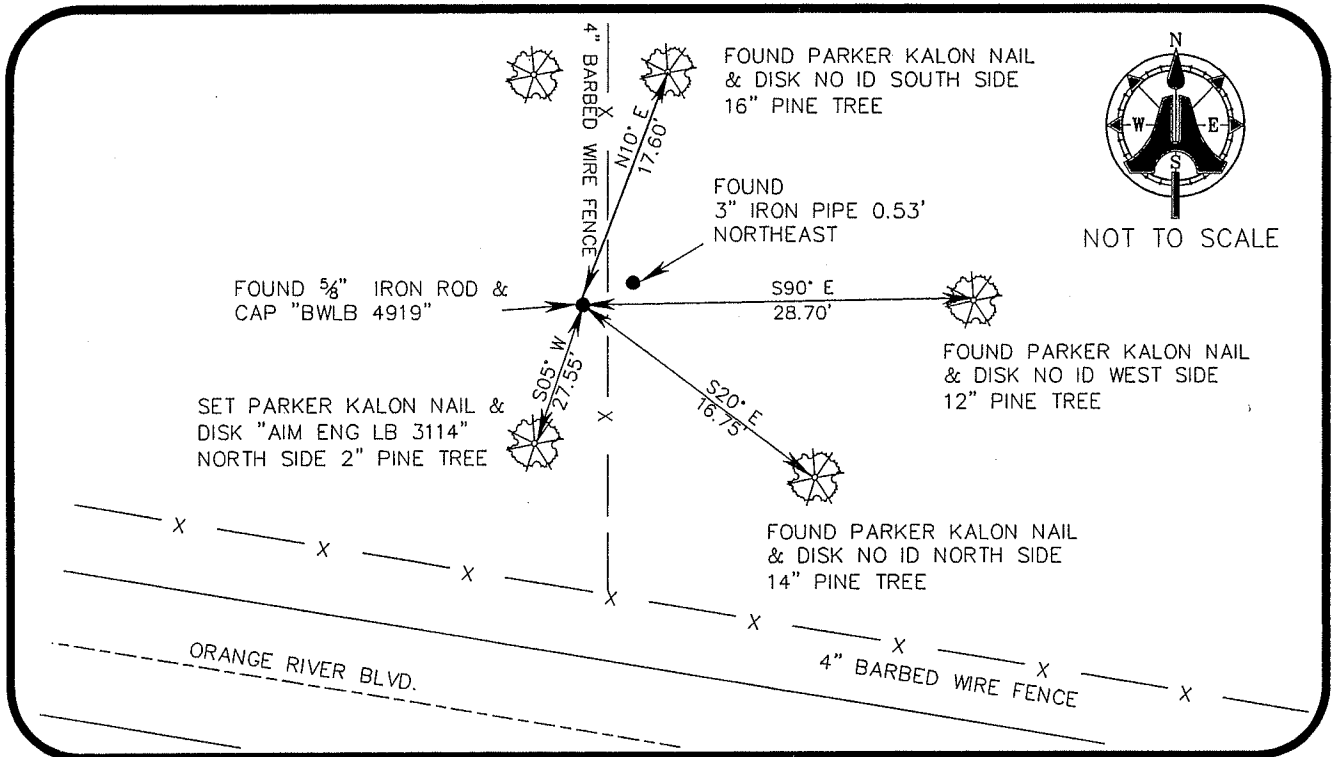 4" BARBED WIRE FENCE
FOUND PARKER KALON NAIL
& DISK NO ID SOUTH SIDE
16" PINE TREE
N
W E
S
NOT TO SCALE
N10° E
17.60'
FOUND
3" IRON PIPE 0.53'
NORTHEAST
FOUND ⅝" IRON ROD &
CAP "BWLB 4919"
S90° E
28.70'
FOUND PARKER KALON NAIL
& DISK NO ID WEST SIDE
12" PINE TREE
S05° W
27.55'
S20° E
16.75'
SET PARKER KALON NAIL &
DISK "AIM ENG LB 3114"
NORTH SIDE 2" PINE TREE
FOUND PARKER KALON NAIL
& DISK NO ID NORTH SIDE
14" PINE TREE
ORANGE RIVER BLVD.
4" BARBED WIRE FENCE